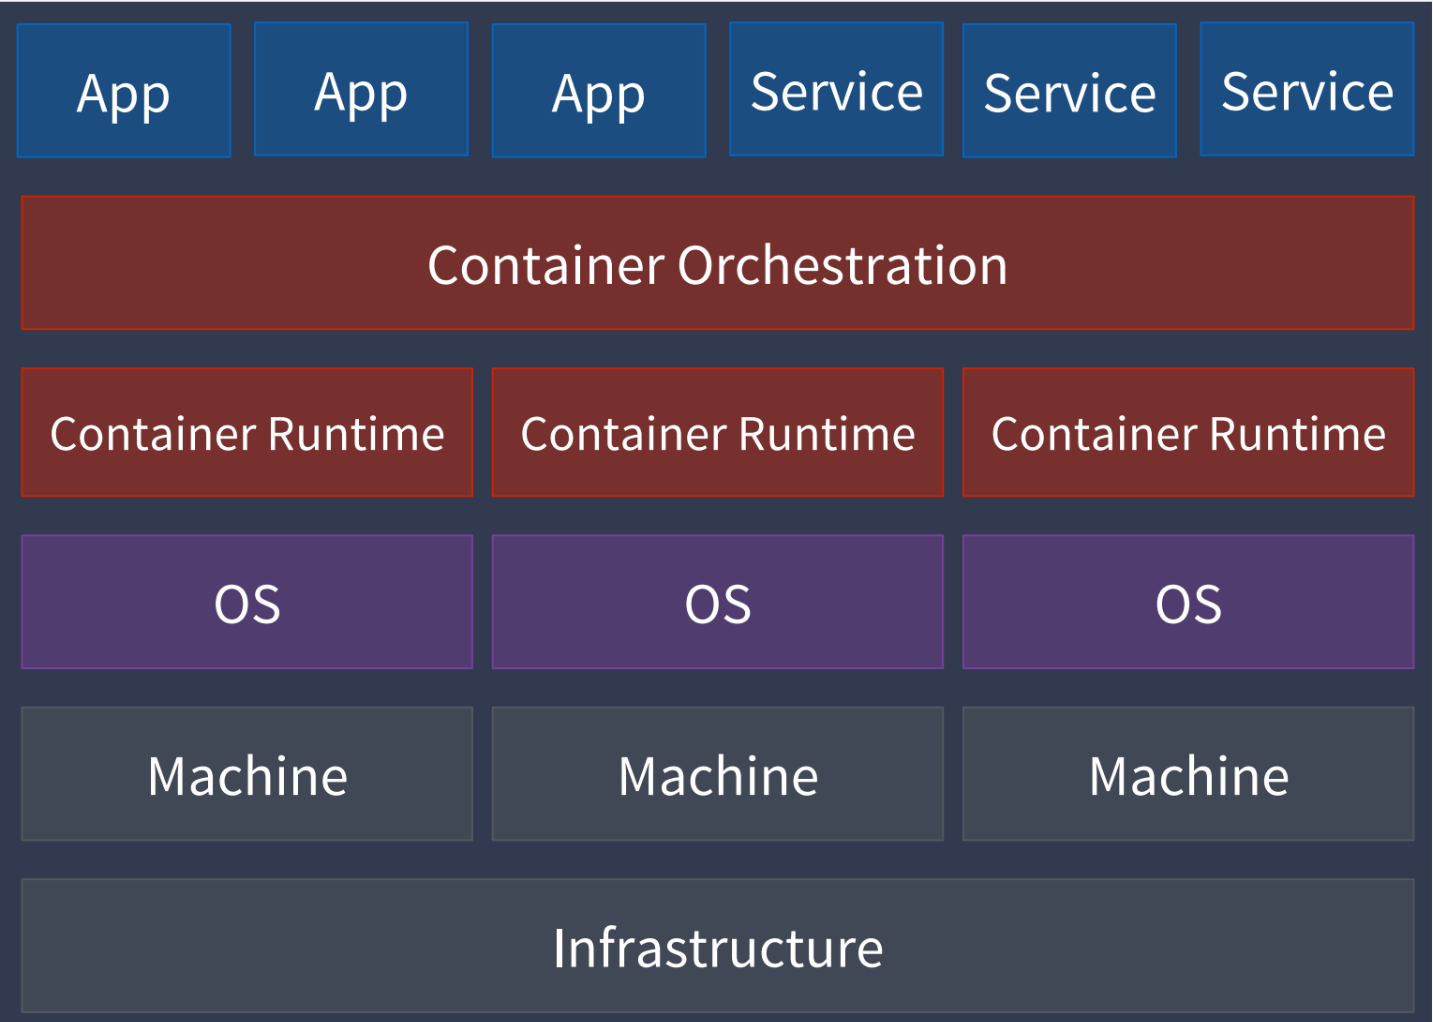 App
App
App
Service
Service
Service
Container Orchestration
Container Runtime
Container Runtime
Container Runtime
OS
OS
OS
Machine
Machine
Machine
Infrastructure